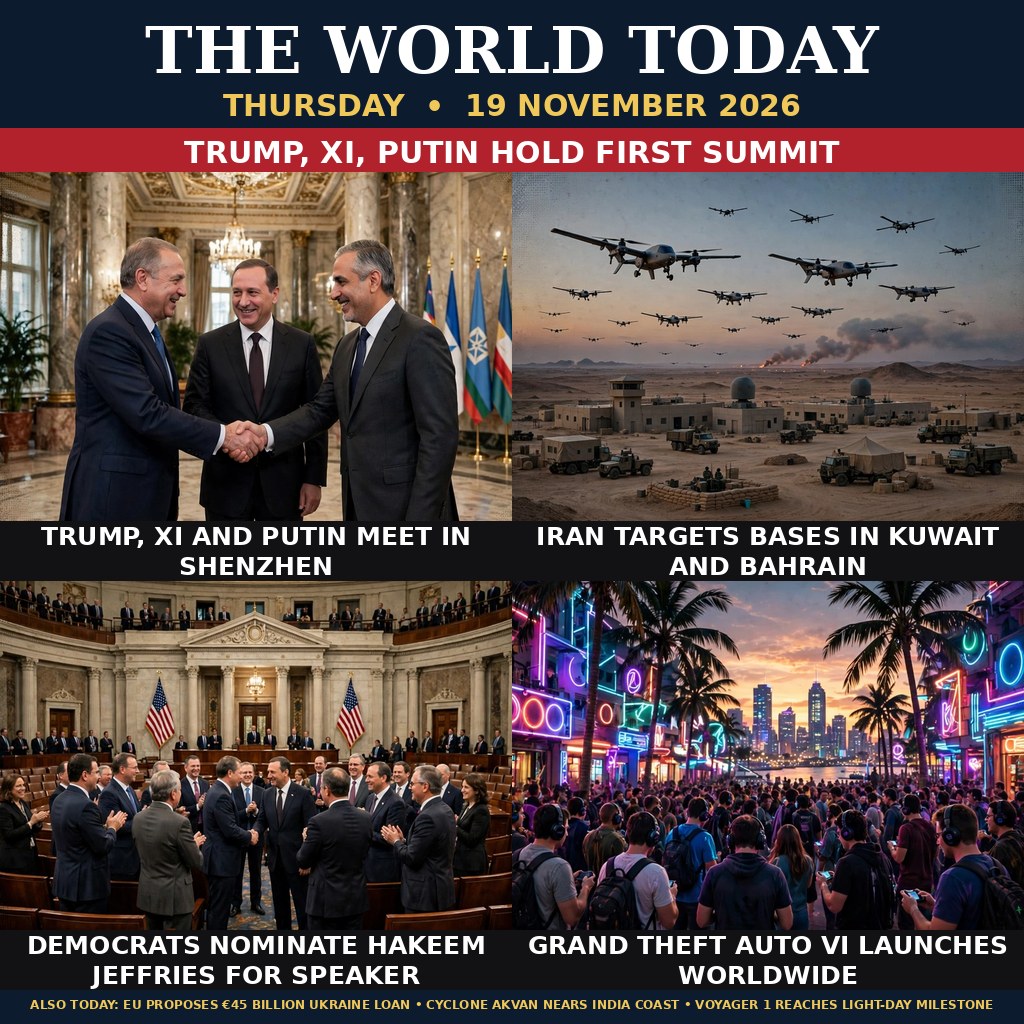 THE WORLD TODAY
THURSDAY • 19 NOVEMBER 2026
TRUMP, XI, PUTIN HOLD FIRST SUMMIT
TRUMP, XI AND PUTIN MEET IN
SHENZHEN
IRAN TARGETS BASES IN KUWAIT
AND BAHRAIN
DEMOCRATS NOMINATE HAKEEM
JEFFRIES FOR SPEAKER
GRAND THEFT AUTO VI LAUNCHES
WORLDWIDE
ALSO TODAY: EU PROPOSES €45 BILLION UKRAINE LOAN • CYCLONE AKVAN NEARS INDIA COAST • VOYAGER 1 REACHES LIGHT-DAY MILESTONE